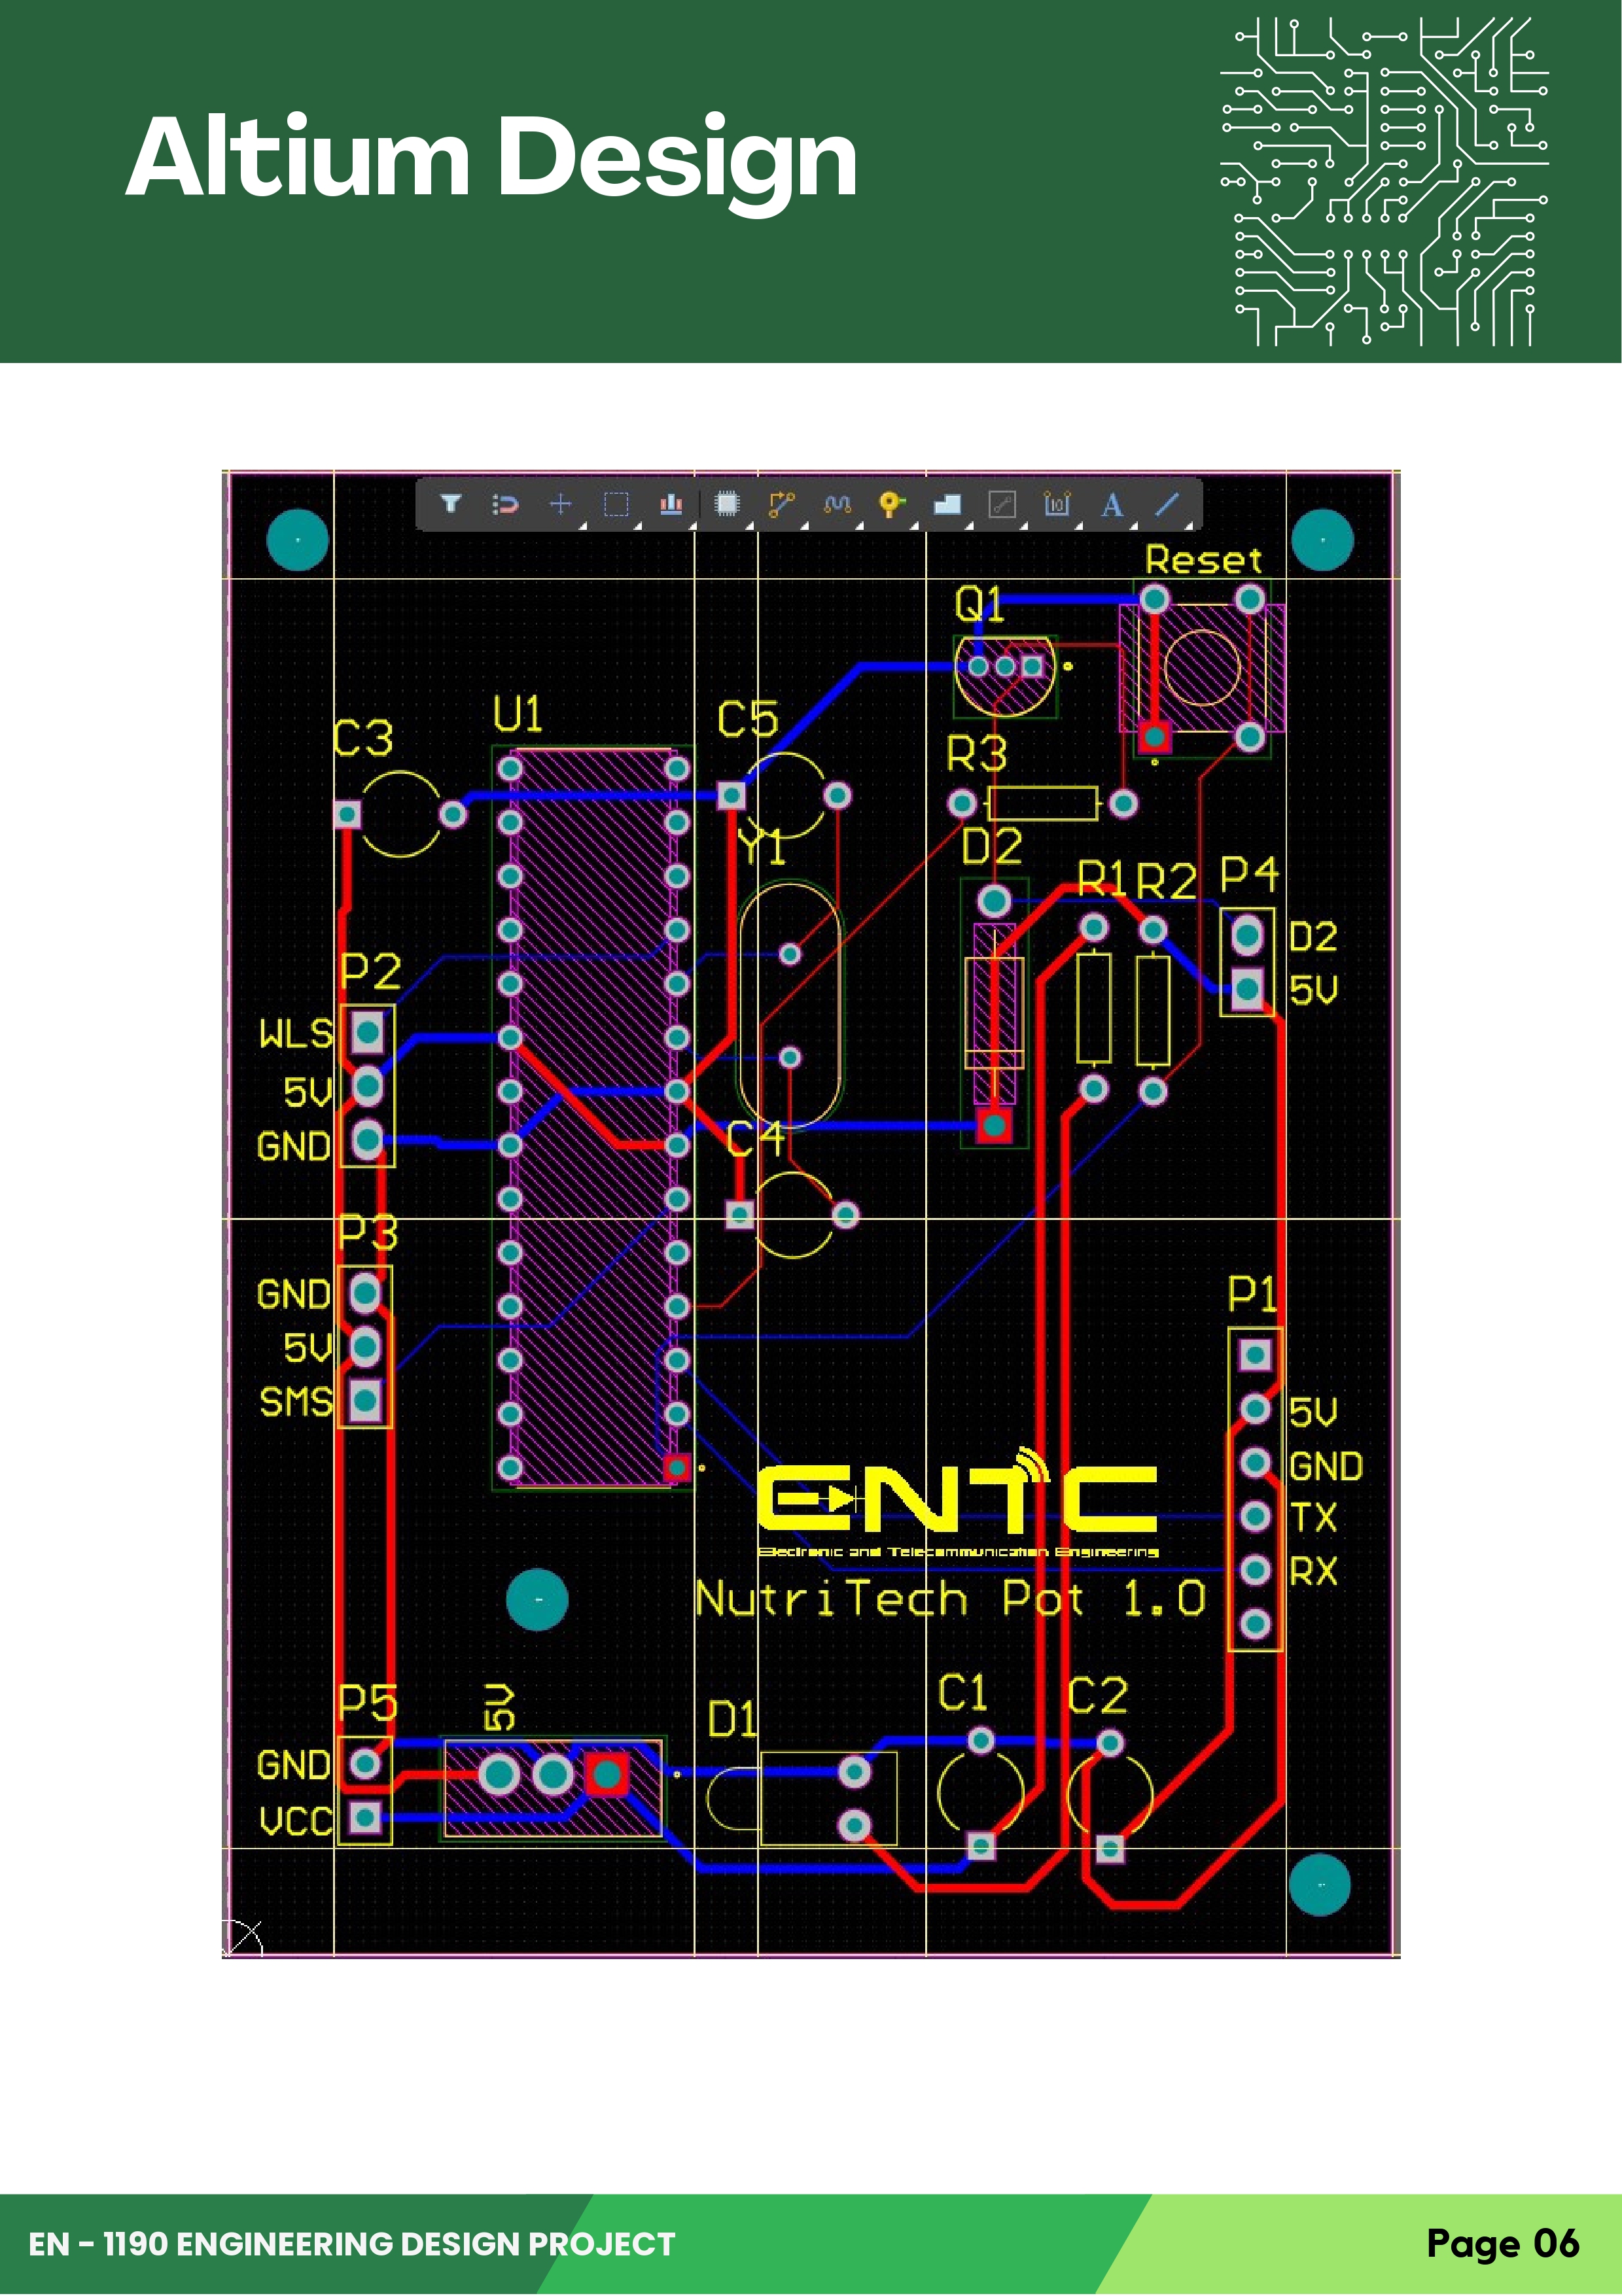 Altium Design
Reset
Q1
U1
C5
C3
R3
Y1
D2
R1
R2
P4
D2
5V
P2
WLS
5V
GND
C4
P3
GND
5V
SMS
P1
5V
GND
TX
RX
ENTC
Electronic and Telecommunication Engineering
NutriTech Pot 1.0
P5
5V
D1
C1
C2
GND
VCC
EN - 1190 ENGINEERING DESIGN PROJECT
Page 06